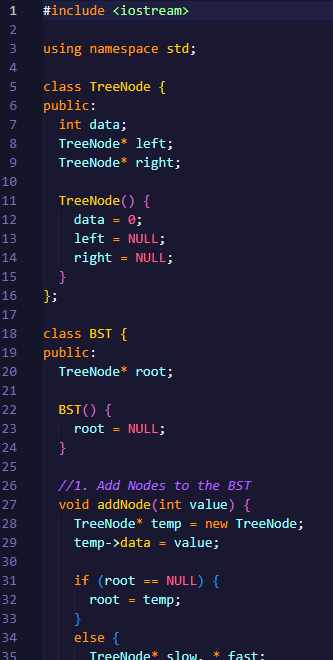 1 #include <iostream>
2
3 using namespace std;
4
5 class TreeNode {
6 public:
7   int data;
8   TreeNode* left;
9   TreeNode* right;
10
11   TreeNode() {
12     data = 0;
13     left = NULL;
14     right = NULL;
15   }
16 };
17
18 class BST {
19 public:
20   TreeNode* root;
21
22   BST() {
23     root = NULL;
24   }
25
26   //1. Add Nodes to the BST
27   void addNode(int value) {
28     TreeNode* temp = new TreeNode;
29     temp->data = value;
30
31     if (root == NULL) {
32       root = temp;
33     }
34     else {
35       TreeNode* slow, * fast;